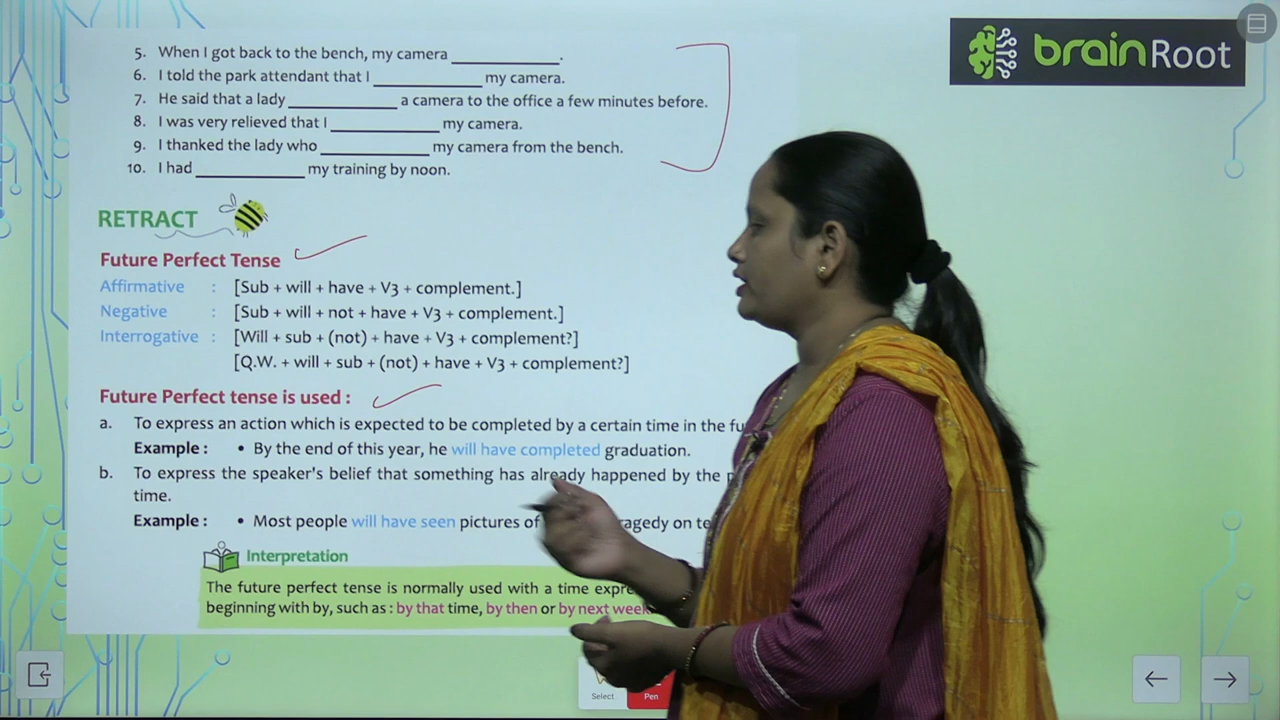 brainRoot
5. When I got back to the bench, my camera ____________.
6. I told the park attendant that I ____________ my camera.
7. He said that a lady ____________ a camera to the office a few minutes before.
8. I was very relieved that I ____________ my camera.
9. I thanked the lady who ____________ my camera from the bench.
10. I had ____________ my training by noon.
RETRACT
Future Perfect Tense
Affirmative : [Sub + will + have + V3 + complement.]
Negative : [Sub + will + not + have + V3 + complement.]
Interrogative : [Will + sub + (not) + have + V3 + complement?]
[Q.W. + will + sub + (not) + have + V3 + complement?]
Future Perfect tense is used :
a. To express an action which is expected to be completed by a certain time in the
Example : • By the end of this year, he will have completed graduation.
b. To express the speaker's belief that something has already happened by the
time.
Example : • Most people will have seen pictures of on
Interpretation
The future perfect tense is normally used with a time
beginning with by, such as : by that time, by then or by next week
Select
Pen